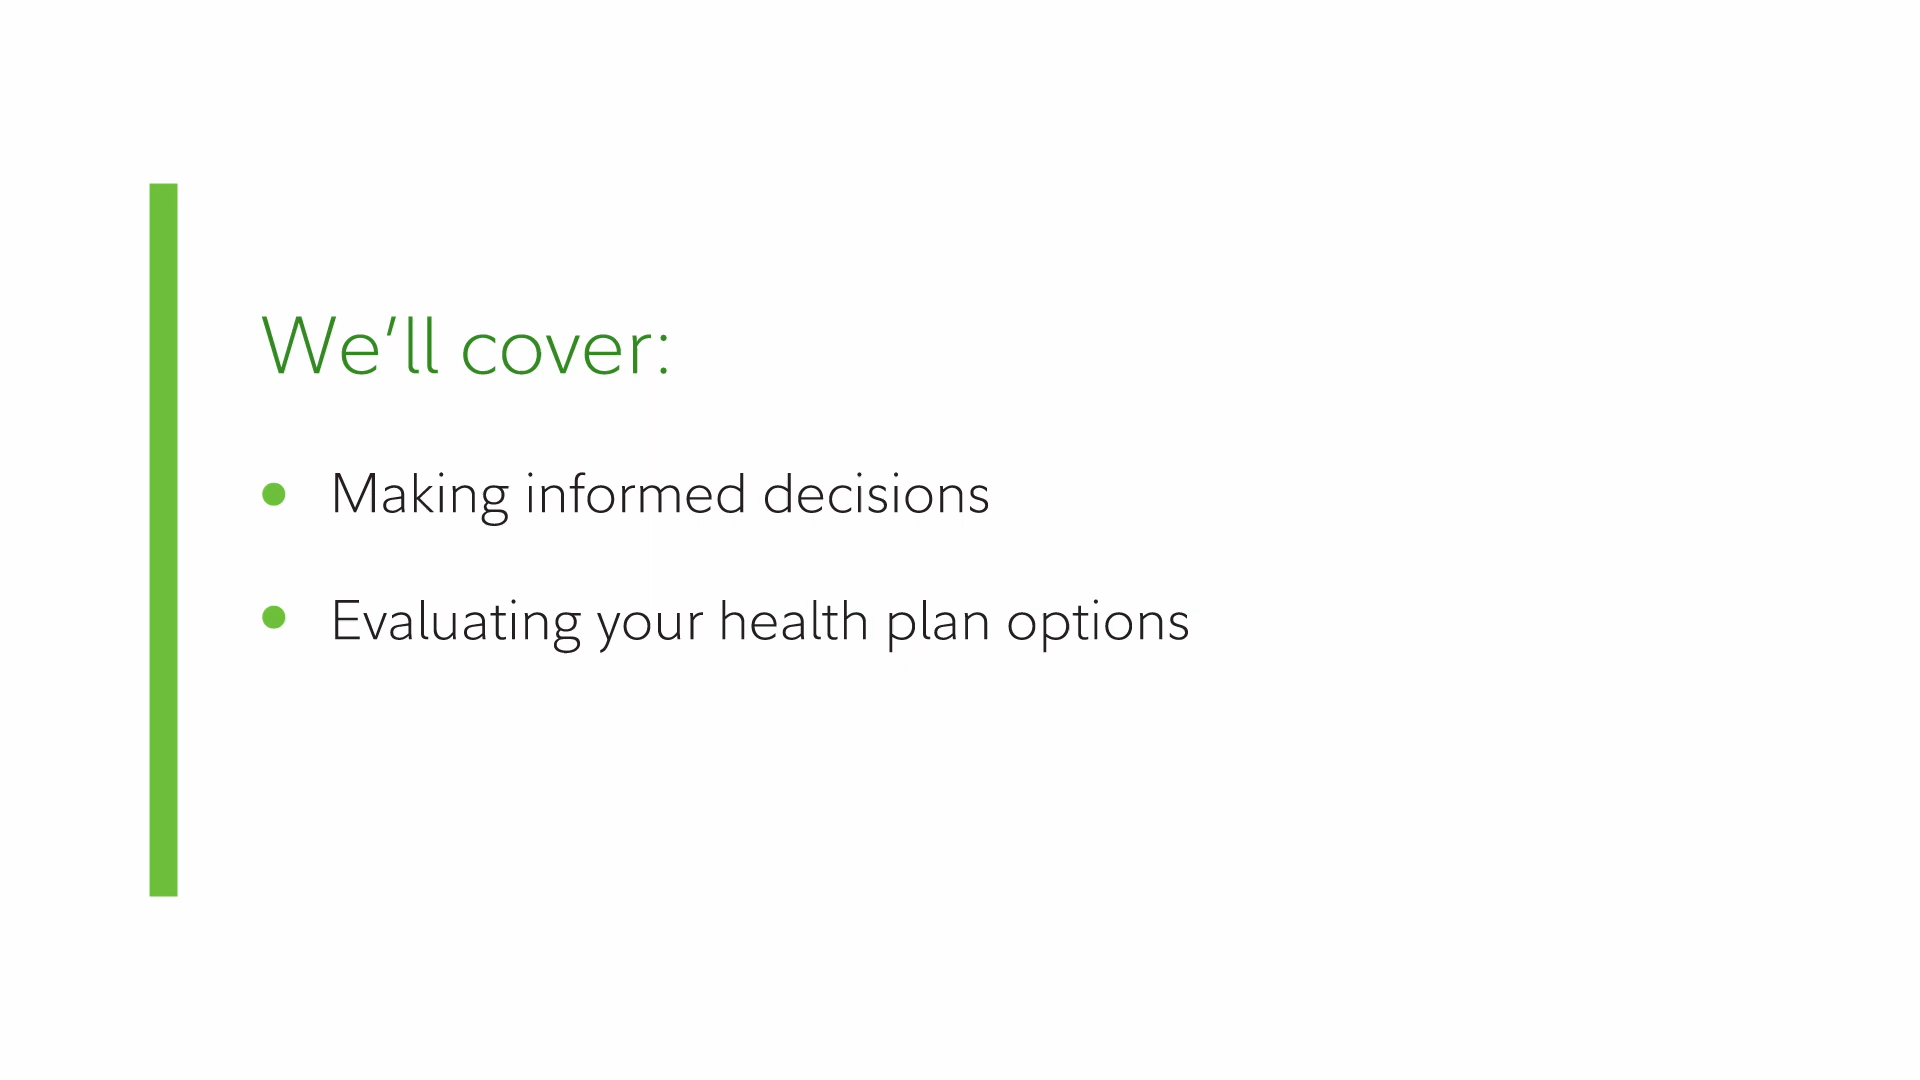 We‘ll cover:
• Making informed decisions
• Evaluating your health plan options